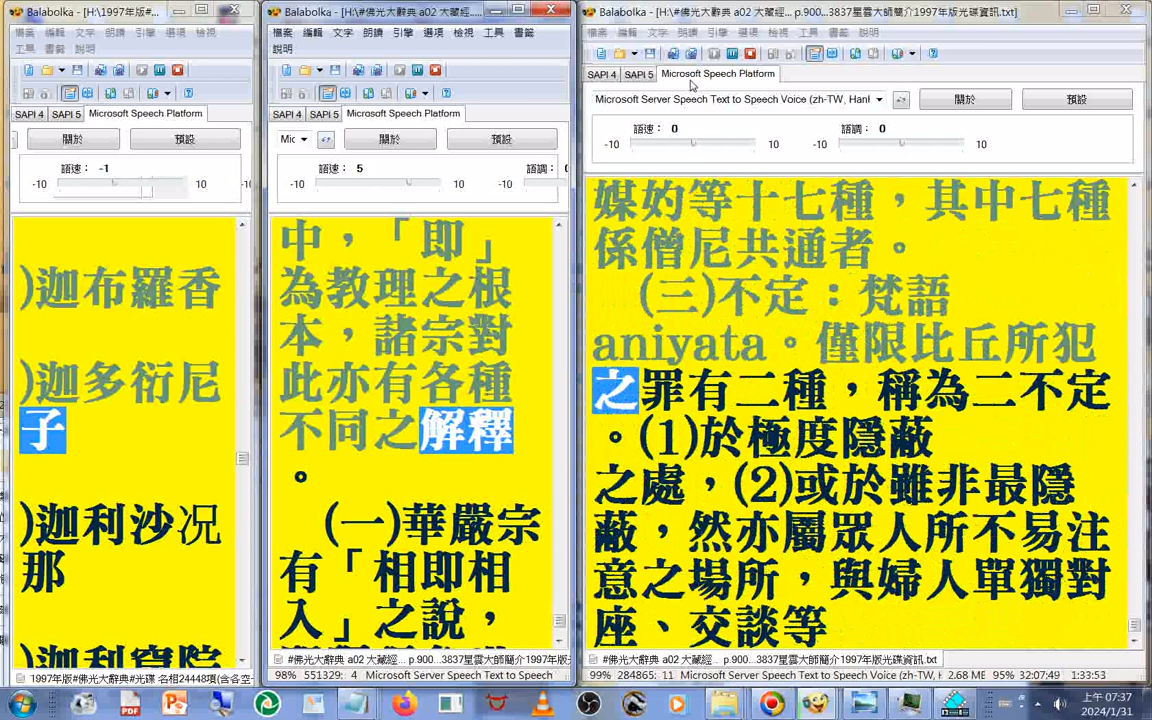 Balabolka - [H:\1997年版#...
檔案 編輯 文字 朗讀 引擎 選項 檢視
工具 書籤 說明
SAPI 4 SAPI 5 Microsoft Speech Platform
關於 預設
語速： -1
-10 10 -10
)迦布羅香
)迦多衍尼
子
)迦利沙況
那
)迦利窮院
1997年版#佛光大辭典#光碟 名相24448項(含各空
Balabolka - [H:\#佛光大辭典 a02 大藏經...
檔案 編輯 文字 朗讀 引擎 選項 檢視 工具 書籤
說明
SAPI 4 SAPI 5 Microsoft Speech Platform
Mic 關於 預設
語速： 5 語調：
-10 10 -10
中，「即」
為教理之根
本，諸宗對
此亦有各種
不同之解釋
。
(一)華嚴宗
有「相即相
入」之說，
#佛光大辭典 a02 大藏經... p.900...3837星雲大師簡介1997年版
98% 551329: 4 Microsoft Server Speech Text to Speech
Balabolka - [H:\#佛光大辭典 a02 大藏經... p.900...3837星雲大師簡介1997年版光碟資訊.txt]
檔案 編輯 文字 朗讀 引擎 選項 檢視 工具 書籤 說明
SAPI 4 SAPI 5 Microsoft Speech Platform
Microsoft Server Speech Text to Speech Voice (zh-TW, Hanl 關於 預設
語速： 0 語調： 0
-10 10 -10 10
媒妁等十七種，其中七種
係僧尼共通者。
(三)不定：梵語
aniyata。僅限比丘所犯
之罪有二種，稱為二不定
。(1)於極度隱蔽
之處，(2)或於雖非最隱
蔽，然亦屬眾人所不易注
意之場所，與婦人單獨對
座、交談等
#佛光大辭典 a02 大藏經... p.900...3837星雲大師簡介1997年版光碟資訊.txt
99% 284865: 11 Microsoft Server Speech Text to Speech Voice (zh-TW, H 2.68 MB 95% 32:07:49 1:33:53
上午 07:37
2024/1/31